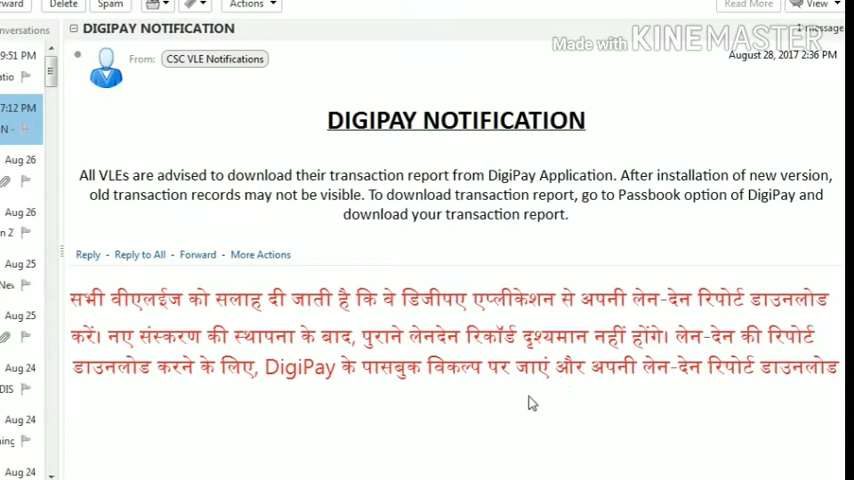 Delete
Spam
Actions
Read More
View
onversations
DIGIPAY NOTIFICATION
1 message
Made with KINEMASTER
9:51 PM
From: CSC VLE Notifications
August 28, 2017 2:36 PM
7:12 PM
DIGIPAY NOTIFICATION
Aug 26
All VLEs are advised to download their transaction report from DigiPay Application. After installation of new version,
old transaction records may not be visible. To download transaction report, go to Passbook option of DigiPay and
download your transaction report.
Aug 26
Reply - Reply to All - Forward - More Actions
Aug 25
सभी वीएलईज को सलाह दी जाती है कि वे डिजीपए एप्लीकेशन से अपनी लेन-देन रिपोर्ट डाउनलोड
Aug 25
करें। नए संस्करण की स्थापना के बाद, पुराने लेनदेन रिकॉर्ड दृश्यमान नहीं होंगे। लेन-देन की रिपोर्ट
Aug 24
डाउनलोड करने के लिए, DigiPay के पासबुक विकल्प पर जाएं और अपनी लेन-देन रिपोर्ट डाउनलोड
Aug 24
Aug 24